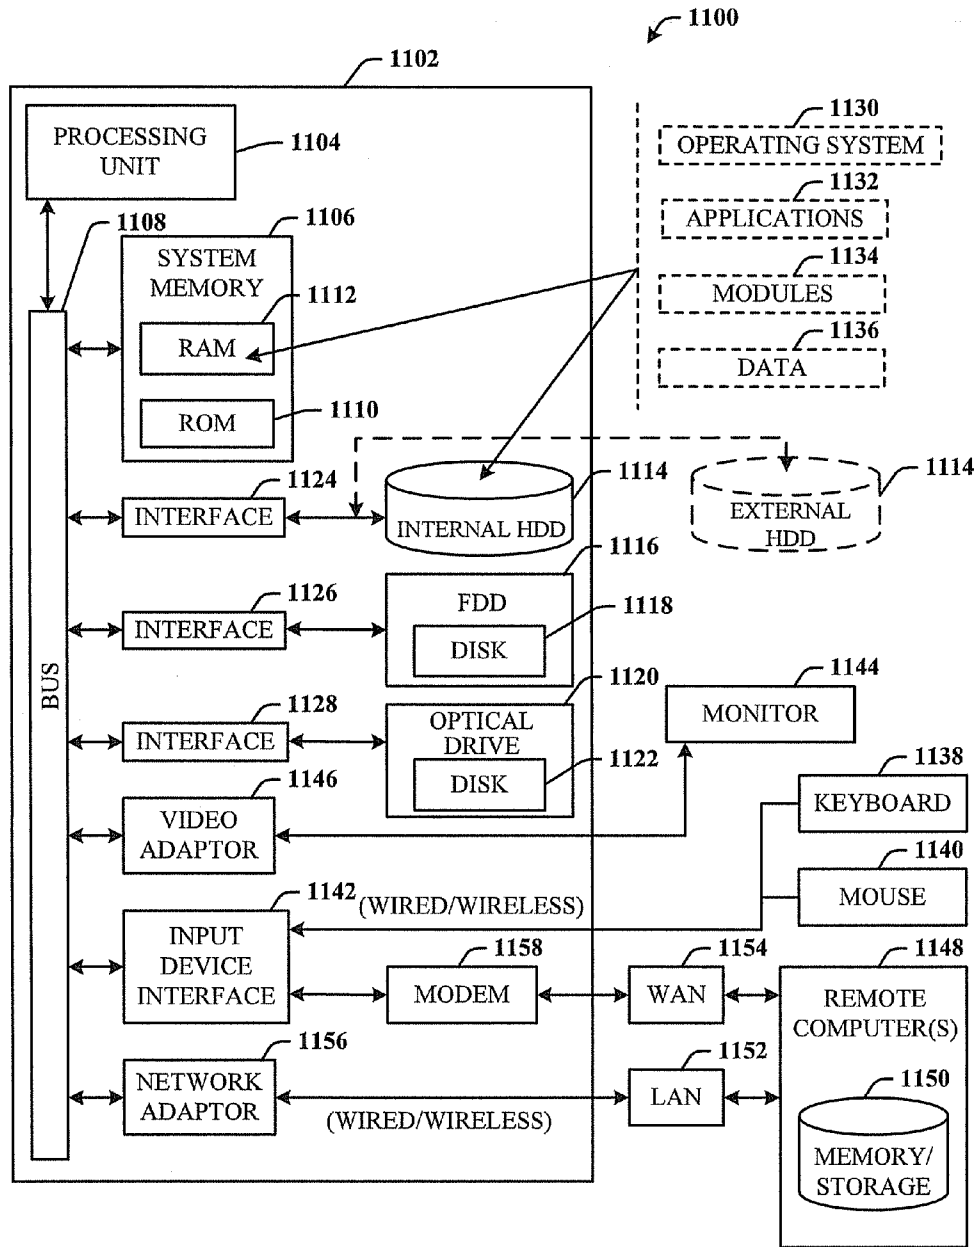 1100
1102
PROCESSING
UNIT
1104
1130
OPERATING SYSTEM
1132
APPLICATIONS
1134
MODULES
1136
DATA
1108
1106
SYSTEM
MEMORY
1112
RAM
1110
ROM
1124
INTERFACE
1114
INTERNAL HDD
1114
EXTERNAL
HDD
1126
INTERFACE
1116
FDD
1118
DISK
BUS
1128
INTERFACE
1120
OPTICAL
DRIVE
1122
DISK
1144
MONITOR
1146
VIDEO
ADAPTOR
1138
KEYBOARD
1140
MOUSE
1142
(WIRED/WIRELESS)
INPUT
DEVICE
INTERFACE
1158
MODEM
1154
WAN
1148
REMOTE
COMPUTER(S)
1156
NETWORK
ADAPTOR
(WIRED/WIRELESS)
1152
LAN
1150
MEMORY/
STORAGE